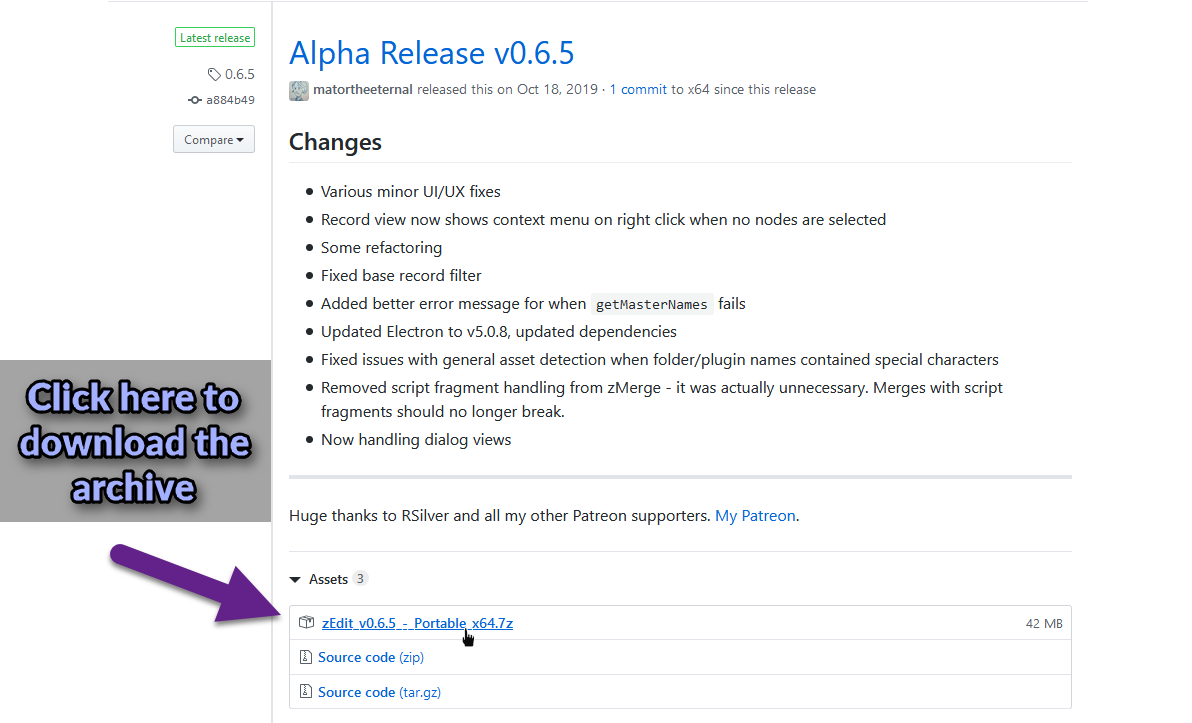 Latest release
0.6.5
a884b49
Compare
Alpha Release v0.6.5
matortheeternal released this on Oct 18, 2019 · 1 commit to x64 since this release
Changes
• Various minor UI/UX fixes
• Record view now shows context menu on right click when no nodes are selected
• Some refactoring
• Fixed base record filter
• Added better error message for when getMasterNames fails
• Updated Electron to v5.0.8, updated dependencies
• Fixed issues with general asset detection when folder/plugin names contained special characters
• Removed script fragment handling from zMerge - it was actually unnecessary. Merges with script
fragments should no longer break.
• Now handling dialog views
Click here to
download the
archive
Huge thanks to RSilver and all my other Patreon supporters. My Patreon.
Assets 3
zEdit_v0.6.5_-_Portable_x64.7z 42 MB
Source code (zip)
Source code (tar.gz)